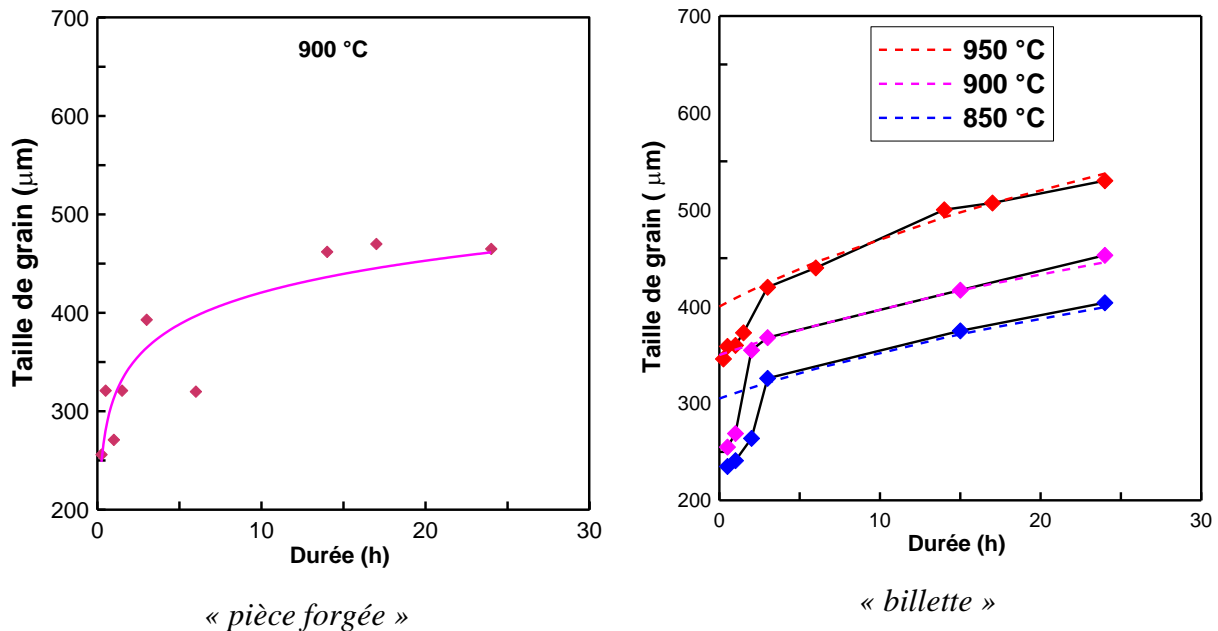 700
600
500
400
300
200
0
10
20
30
Taille de grain (μm)
Durée (h)
900 °C
« pièce forgée »
700
600
500
400
300
200
0
10
20
30
Taille de grain ( μm)
Durée (h)
950 °C
900 °C
850 °C
« billette »